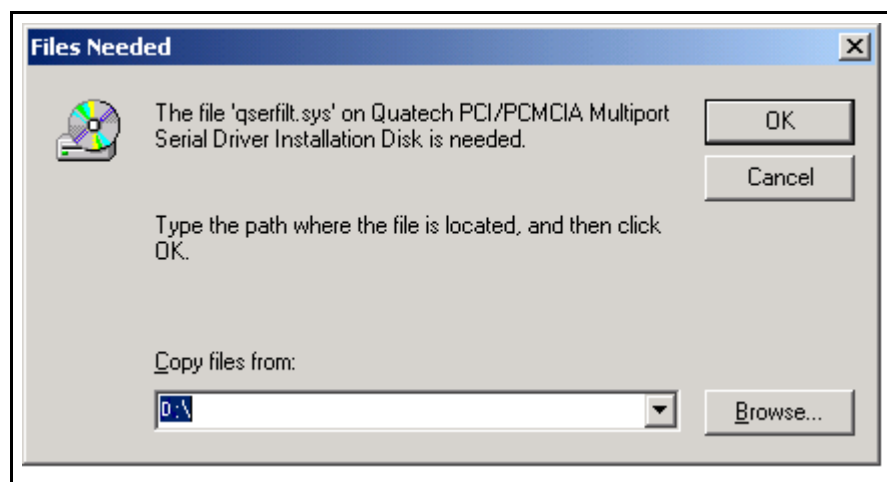 Files Needed
The file 'qserfilt.sys' on Quatech PCI/PCMCIA Multiport
Serial Driver Installation Disk is needed.
OK
Cancel
Type the path where the file is located, and then click
OK.
Copy files from:
D:\
Browse...